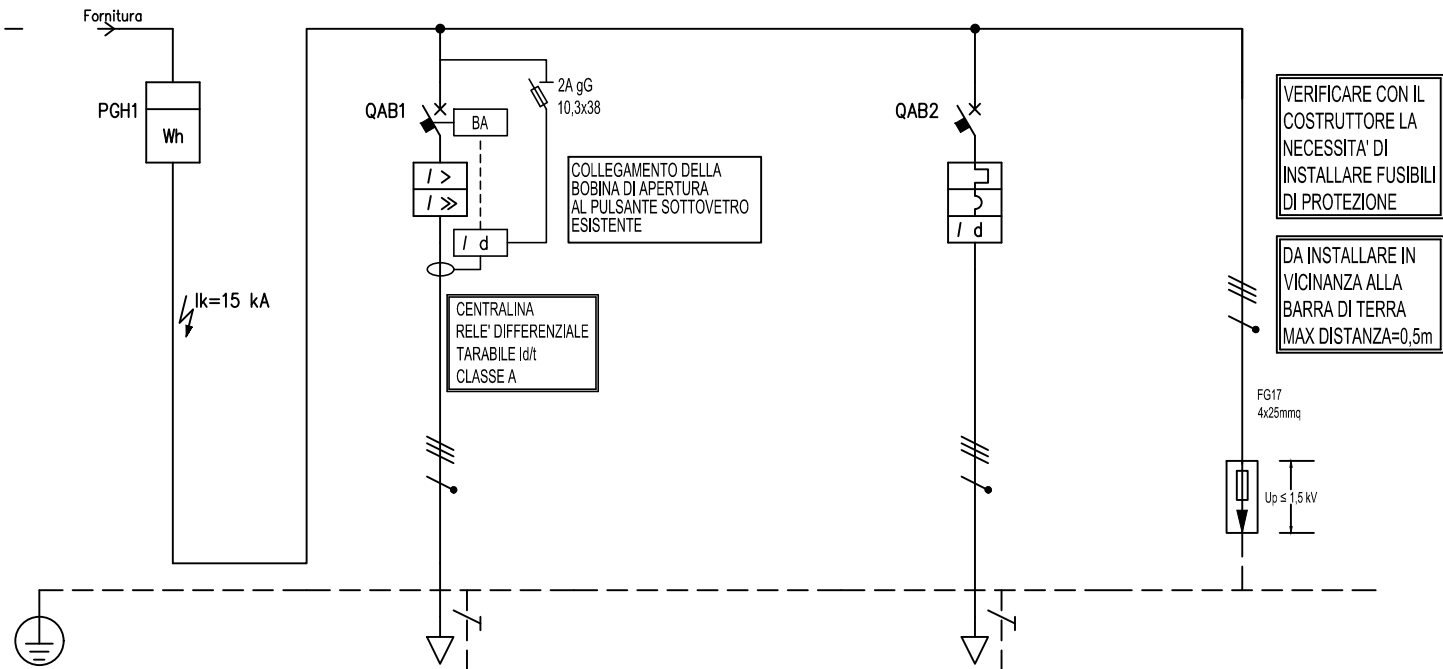 Fornitura
PGH1
Wh
Ik=15 kA
QAB1
BA
2A gG
10,3x38
I >
I >>
I d
COLLEGAMENTO DELLA
BOBINA DI APERTURA
AL PULSANTE SOTTOVETRO
ESISTENTE
CENTRALINA
RELE' DIFFERENZIALE
TARABILE Id/t
CLASSE A
QAB2
I d
VERIFICARE CON IL
COSTRUTTORE LA
NECESSITA' DI
INSTALLARE FUSIBILI
DI PROTEZIONE
DA INSTALLARE IN
VICINANZA ALLA
BARRA DI TERRA
MAX DISTANZA=0,5m
FG17
4x25mmq
Up ≤ 1,5 kV